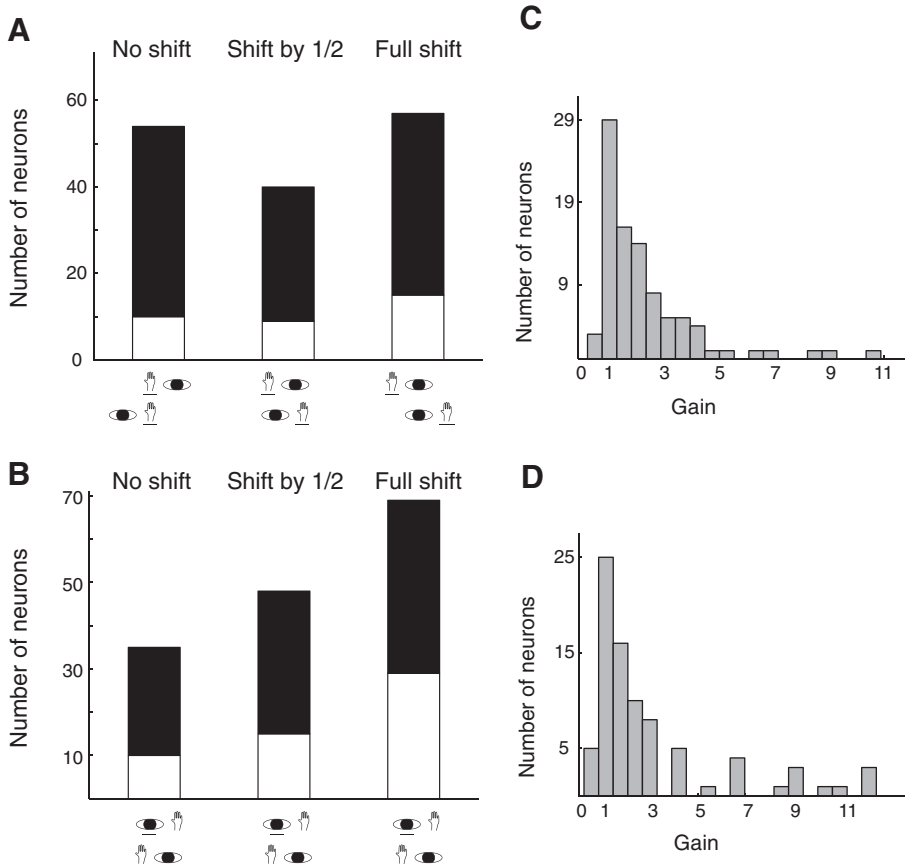 A
No shift Shift by 1/2 Full shift
Number of neurons
60
40
20
0
B
No shift Shift by 1/2 Full shift
Number of neurons
70
50
30
10
C
Number of neurons
29
19
9
0 1 3 5 7 9 11
Gain
D
Number of neurons
25
15
5
0 1 3 5 7 9 11
Gain